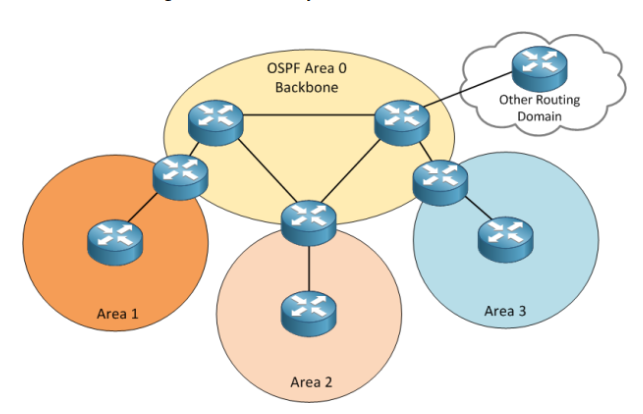 OSPF Area 0
Backbone
Other Routing
Domain
Area 1
Area 3
Area 2